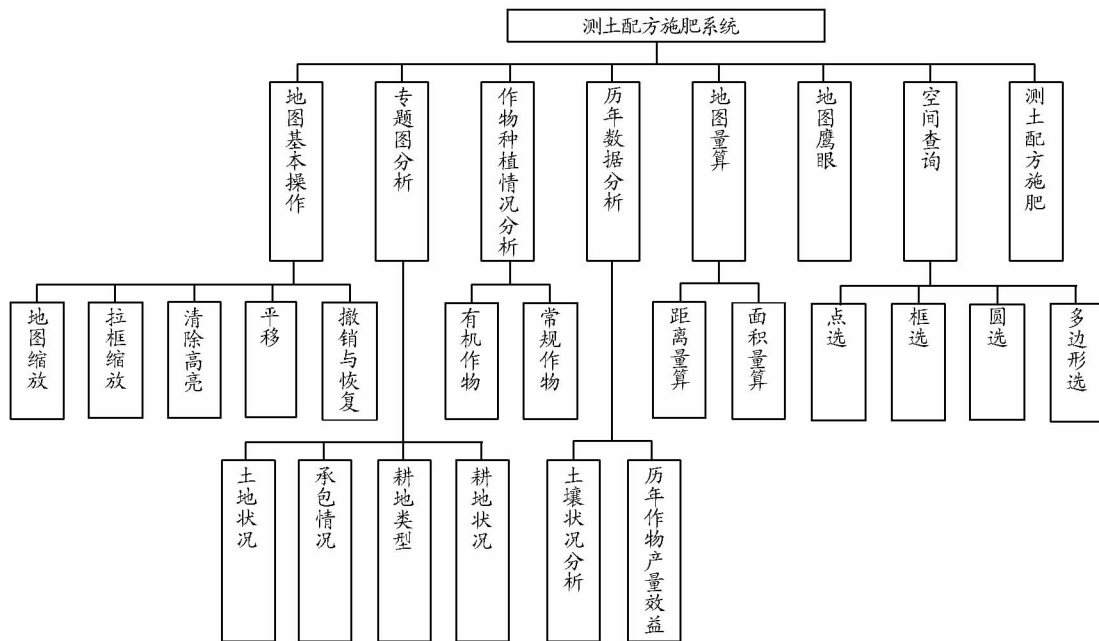 测土配方施肥系统
地图基本操作
专题图分析
作物种植情况分析
历年数据分析
地图量算
地图鹰眼
空间查询
测土配方施肥
地图缩放
拉框缩放
清除高亮
平移
撤销与恢复
有机作物
常规作物
距离量算
面积量算
点选
框选
圆选
多边形选
土地状况
承包情况
耕地类型
耕地状况
土壤状况分析
历年作物产量效益